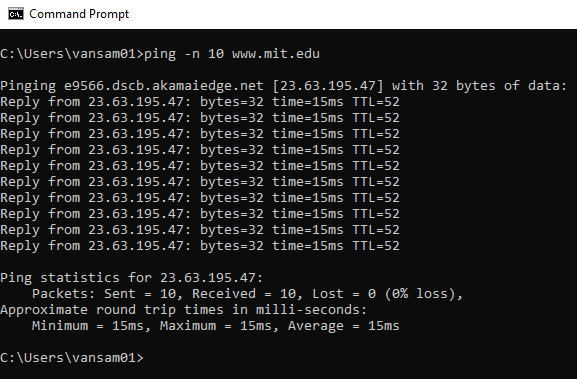 Command Prompt
C:\Users\vansam01>ping -n 10 www.mit.edu
Pinging e9566.dscb.akamaiedge.net [23.63.195.47] with 32 bytes of data:
Reply from 23.63.195.47: bytes=32 time=15ms TTL=52
Reply from 23.63.195.47: bytes=32 time=15ms TTL=52
Reply from 23.63.195.47: bytes=32 time=15ms TTL=52
Reply from 23.63.195.47: bytes=32 time=15ms TTL=52
Reply from 23.63.195.47: bytes=32 time=15ms TTL=52
Reply from 23.63.195.47: bytes=32 time=15ms TTL=52
Reply from 23.63.195.47: bytes=32 time=15ms TTL=52
Reply from 23.63.195.47: bytes=32 time=15ms TTL=52
Reply from 23.63.195.47: bytes=32 time=15ms TTL=52
Reply from 23.63.195.47: bytes=32 time=15ms TTL=52
Ping statistics for 23.63.195.47:
    Packets: Sent = 10, Received = 10, Lost = 0 (0% loss),
Approximate round trip times in milli-seconds:
    Minimum = 15ms, Maximum = 15ms, Average = 15ms
C:\Users\vansam01>